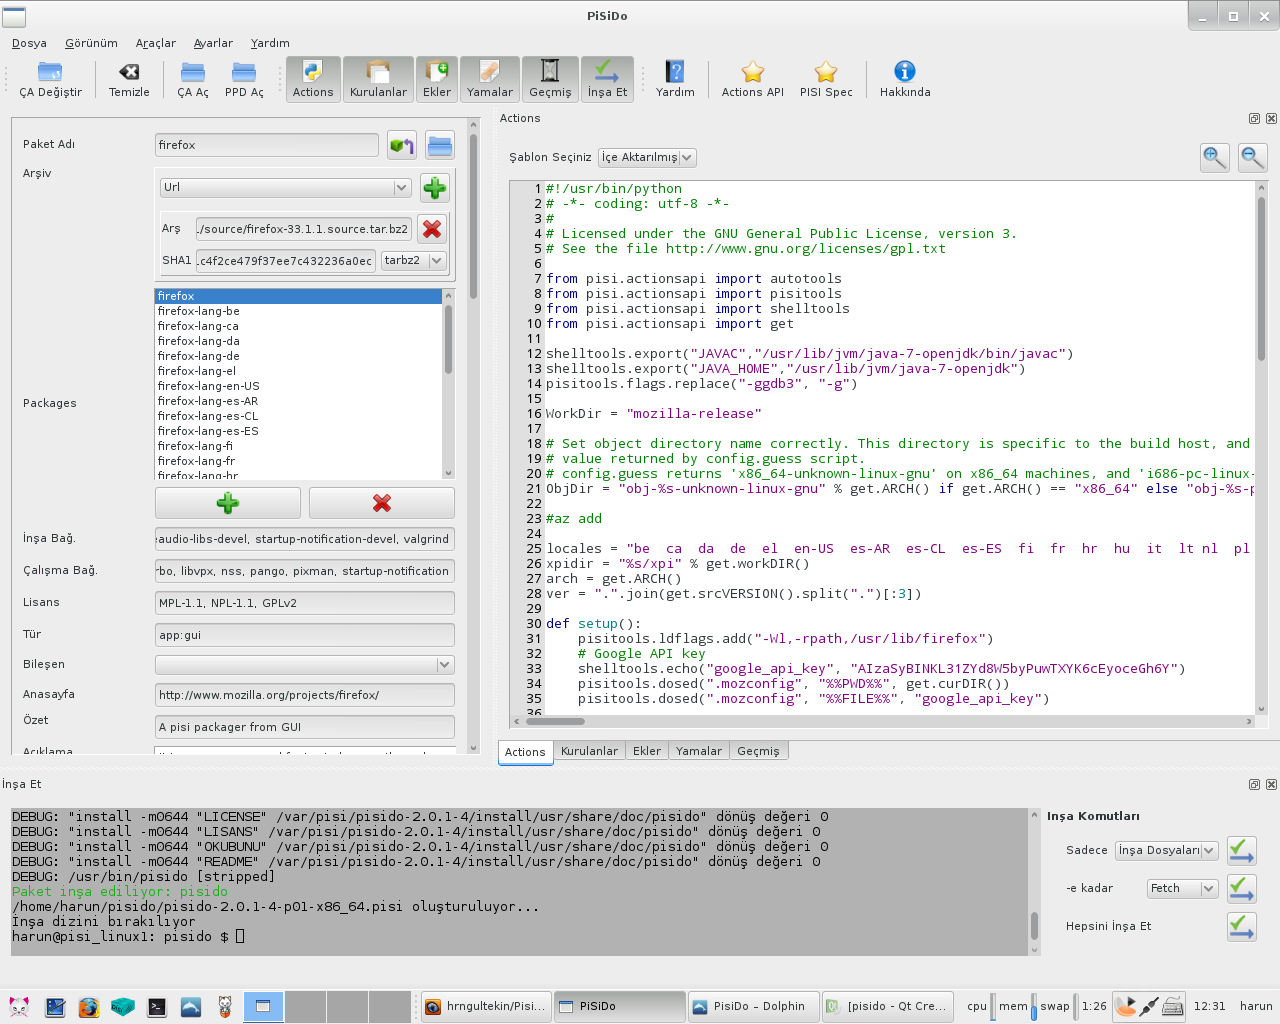 PiSiDo
Dosya Görünüm Araçlar Ayarlar Yardım
ÇA Değiştir Temizle ÇA Aç PPD Aç Actions Kurulanlar Ekler Yamalar Geçmiş İnşa Et Yardım Actions API PISI Spec Hakkında
Paket Adı firefox
Arşiv
Url
Arş ./source/firefox-33.1.1.source.tar.bz2
SHA1 .c4f2ce479f37ee7c432236a0ec tarbz2
Packages
firefox
firefox-lang-be
firefox-lang-ca
firefox-lang-da
firefox-lang-de
firefox-lang-el
firefox-lang-en-US
firefox-lang-es-AR
firefox-lang-es-CL
firefox-lang-es-ES
firefox-lang-fi
firefox-lang-fr
firefox-lang-hr
İnşa Bağ. audio-libs-devel, startup-notification-devel, valgrind
Çalışma Bağ. rbo, libvpx, nss, pango, pixman, startup-notification
Lisans MPL-1.1, NPL-1.1, GPLv2
Tür app:gui
Bileşen
Anasayfa http://www.mozilla.org/projects/firefox/
Özet A pisi packager from GUI
Açıklama
Actions
Şablon Seçiniz İçe Aktarılmış
1 #!/usr/bin/python
2 # -*- coding: utf-8 -*-
3 #
4 # Licensed under the GNU General Public License, version 3.
5 # See the file http://www.gnu.org/licenses/gpl.txt
6
7 from pisi.actionsapi import autotools
8 from pisi.actionsapi import pisitools
9 from pisi.actionsapi import shelltools
10 from pisi.actionsapi import get
11
12 shelltools.export("JAVAC","/usr/lib/jvm/java-7-openjdk/bin/javac")
13 shelltools.export("JAVA_HOME","/usr/lib/jvm/java-7-openjdk")
14 pisitools.flags.replace("-ggdb3", "-g")
15
16 WorkDir = "mozilla-release"
17
18 # Set object directory name correctly. This directory is specific to the build host, and
19 # value returned by config.guess script.
20 # config.guess returns 'x86_64-unknown-linux-gnu' on x86_64 machines, and 'i686-pc-linux-
21 ObjDir = "obj-%s-unknown-linux-gnu" % get.ARCH() if get.ARCH() == "x86_64" else "obj-%s-p
22
23 #az add
24
25 locales = "be ca da de el en-US es-AR es-CL es-ES fi fr hr hu it lt nl pl
26 xpidir = "%s/xpi" % get.workDIR()
27 arch = get.ARCH()
28 ver = ".".join(get.srcVERSION().split(".")[:3])
29
30 def setup():
31 pisitools.ldflags.add("-Wl,-rpath,/usr/lib/firefox")
32 # Google API key
33 shelltools.echo("google_api_key", "AIzaSyBINKL31ZYd8W5byPuwTXYK6cEyoceGh6Y")
34 pisitools.dosed(".mozconfig", "%%PWD%%", get.curDIR())
35 pisitools.dosed(".mozconfig", "%%FILE%%", "google_api_key")
36
Actions Kurulanlar Ekler Yamalar Geçmiş
İnşa Et
DEBUG: "install -m0644 "LICENSE" /var/pisi/pisido-2.0.1-4/install/usr/share/doc/pisido" dönüş değeri 0
DEBUG: "install -m0644 "LISANS" /var/pisi/pisido-2.0.1-4/install/usr/share/doc/pisido" dönüş değeri 0
DEBUG: "install -m0644 "OKUBUNU" /var/pisi/pisido-2.0.1-4/install/usr/share/doc/pisido" dönüş değeri 0
DEBUG: "install -m0644 "README" /var/pisi/pisido-2.0.1-4/install/usr/share/doc/pisido" dönüş değeri 0
DEBUG: /usr/bin/pisido [stripped]
Paket inşa ediliyor: pisido
/home/harun/pisido/pisido-2.0.1-4-p01-x86_64.pisi oluşturuluyor...
İnşa dizini bırakılıyor
harun@pisi_linux1: pisido $
İnşa Komutları
Sadece İnşa Dosyaları
-e kadar Fetch
Hepsini İnşa Et
hrngultekin/Pisi... PiSiDo PisiDo - Dolphin [pisido - Qt Cre... cpu mem swap 1:26 12:31 harun